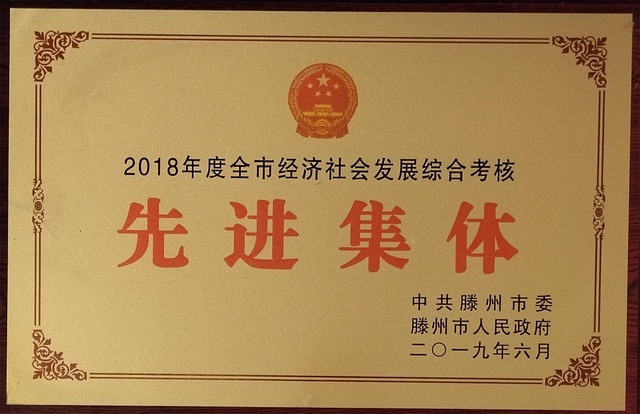 2018年度全市经济社会发展综合考核
先进集体
中共滕州市委
滕州市人民政府
二〇一九年六月